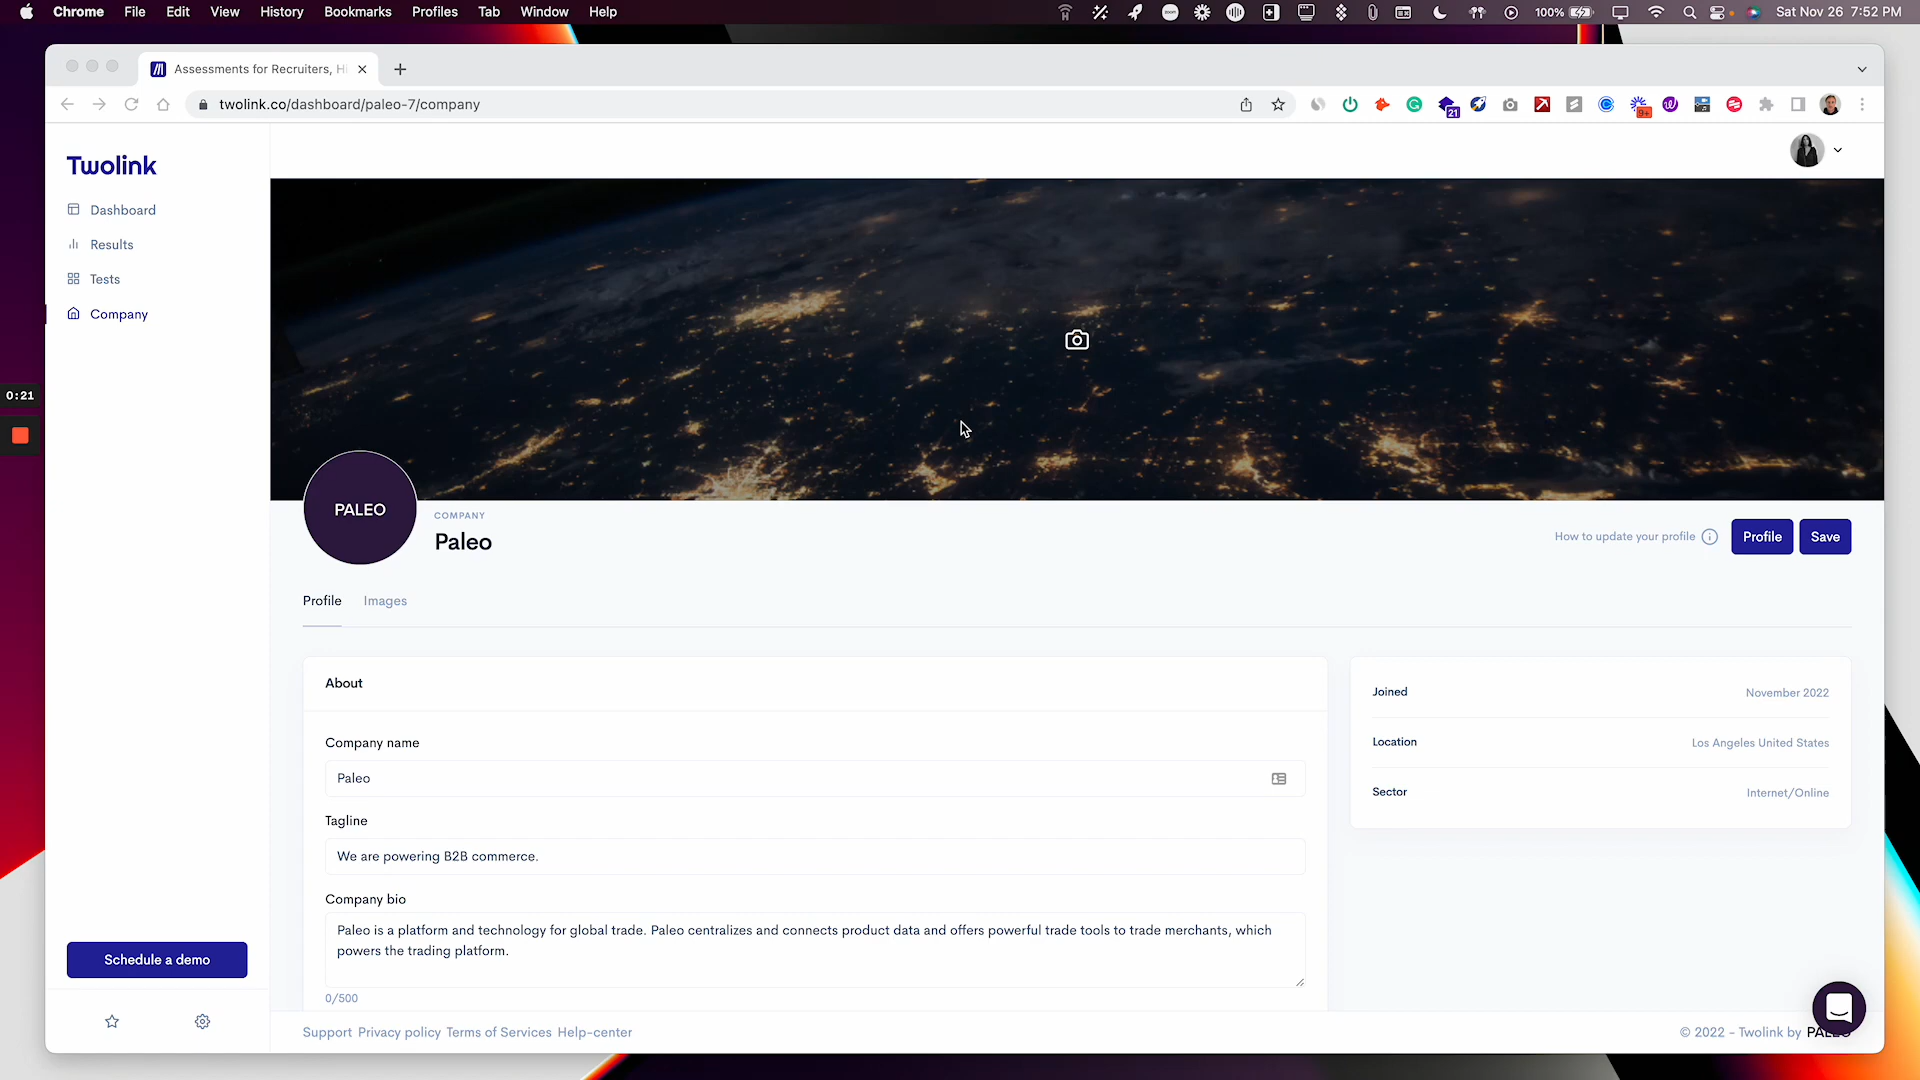 Chrome File Edit View History Bookmarks Profiles Tab Window Help
100% Sat Nov 26 7:52 PM
Assessments for Recruiters, H
twolink.co/dashboard/paleo-7/company
21
9+
Twolink
Dashboard
Results
Tests
Company
0:21
PALEO
COMPANY
Paleo
How to update your profile
Profile
Save
Profile Images
About
Company name
Paleo
Tagline
We are powering B2B commerce.
Company bio
Paleo is a platform and technology for global trade. Paleo centralizes and connects product data and offers powerful trade tools to trade merchants, which
powers the trading platform.
0/500
Joined November 2022
Location Los Angeles United States
Sector Internet/Online
Schedule a demo
Support Privacy policy Terms of Services Help-center
© 2022 - Twolink by PALEO